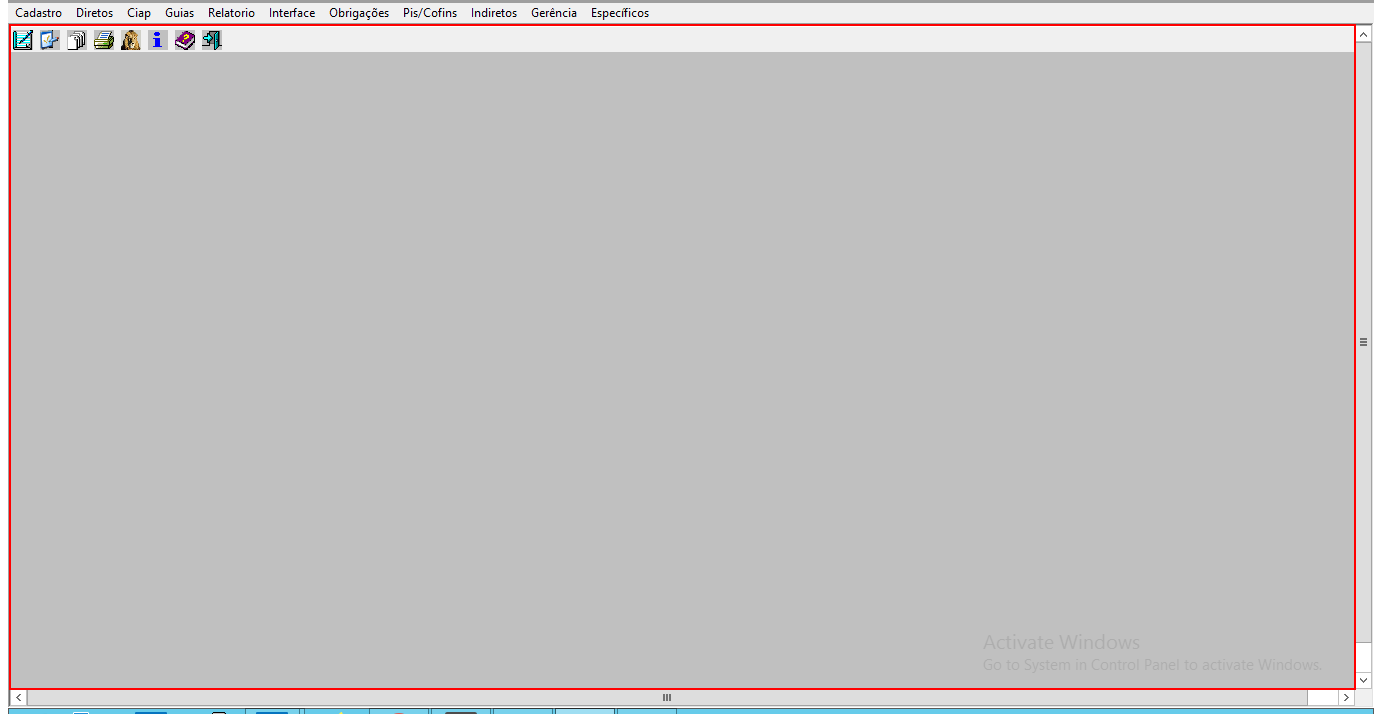 Cadastro Diretos Ciap Guias Relatorio Interface Obrigações Pis/Cofins Indiretos Gerência Específicos
Activate Windows
Go to System in Control Panel to activate Windows.